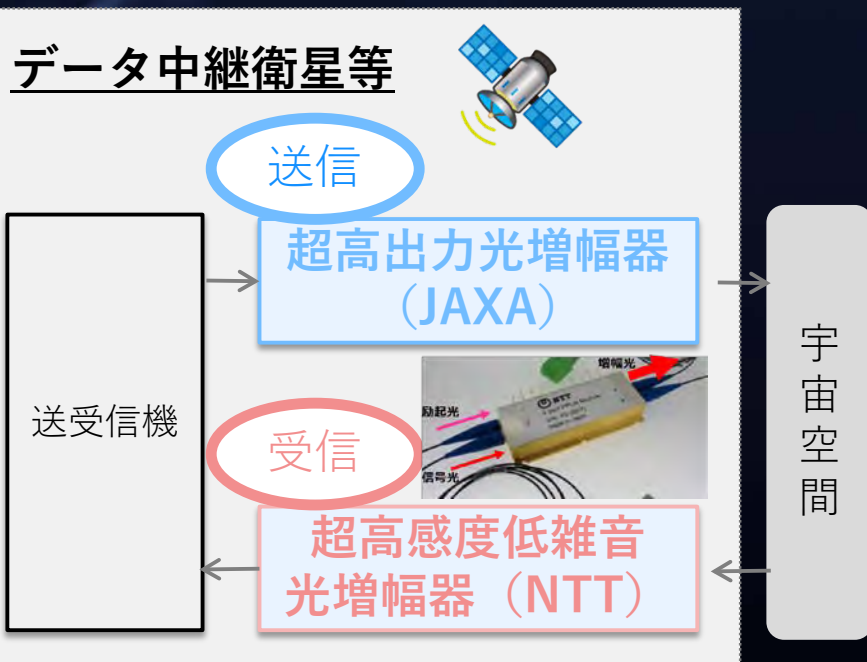 データ中継衛星等
送信
超高出力光増幅器
（JAXA）
送受信機
増幅光
励起光
NTT
信号光
受信
超高感度低雑音
光増幅器（NTT）
宇宙空間